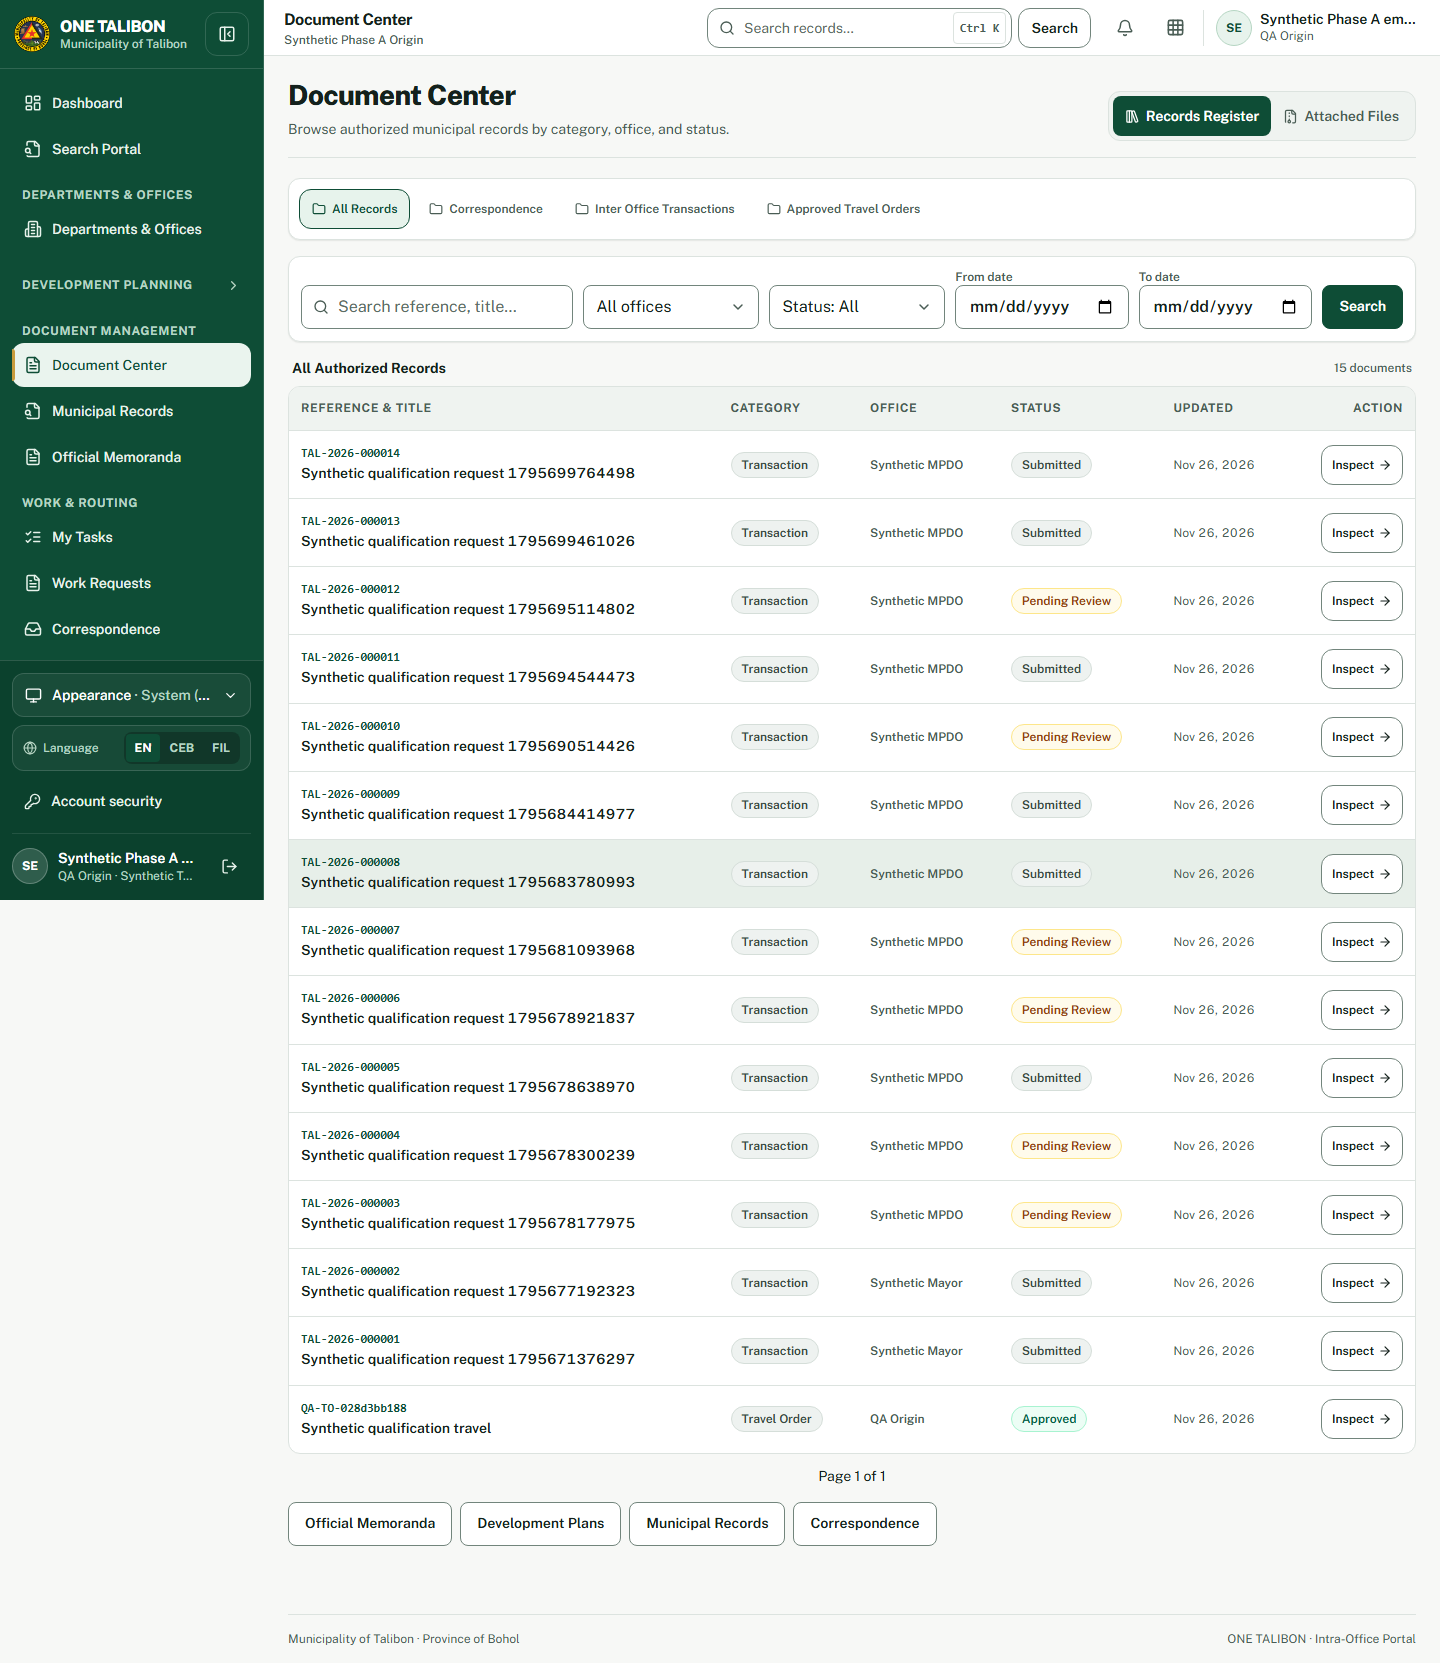 ONE TALIBON
Municipality of Talibon
Dashboard
Search Portal
DEPARTMENTS & OFFICES
Departments & Offices
DEVELOPMENT PLANNING
DOCUMENT MANAGEMENT
Document Center
Municipal Records
Official Memoranda
WORK & ROUTING
My Tasks
Work Requests
Correspondence
Appearance · System (...
Language EN CEB FIL
Account security
SE Synthetic Phase A ...
QA Origin · Synthetic T...
Document Center
Synthetic Phase A Origin
Search records... Ctrl K Search
SE Synthetic Phase A em...
QA Origin
Document Center
Browse authorized municipal records by category, office, and status.
Records Register Attached Files
All Records Correspondence Inter Office Transactions Approved Travel Orders
From date To date
Search reference, title... All offices Status: All mm/dd/yyyy mm/dd/yyyy Search
All Authorized Records 15 documents
REFERENCE & TITLE CATEGORY OFFICE STATUS UPDATED ACTION
TAL-2026-000014
Synthetic qualification request 1795699764498 Transaction Synthetic MPDO Submitted Nov 26, 2026 Inspect
TAL-2026-000013
Synthetic qualification request 1795699461026 Transaction Synthetic MPDO Submitted Nov 26, 2026 Inspect
TAL-2026-000012
Synthetic qualification request 1795695114802 Transaction Synthetic MPDO Pending Review Nov 26, 2026 Inspect
TAL-2026-000011
Synthetic qualification request 1795694544473 Transaction Synthetic MPDO Submitted Nov 26, 2026 Inspect
TAL-2026-000010
Synthetic qualification request 1795690514426 Transaction Synthetic MPDO Pending Review Nov 26, 2026 Inspect
TAL-2026-000009
Synthetic qualification request 1795684414977 Transaction Synthetic MPDO Submitted Nov 26, 2026 Inspect
TAL-2026-000008
Synthetic qualification request 1795683780993 Transaction Synthetic MPDO Submitted Nov 26, 2026 Inspect
TAL-2026-000007
Synthetic qualification request 1795681093968 Transaction Synthetic MPDO Pending Review Nov 26, 2026 Inspect
TAL-2026-000006
Synthetic qualification request 1795678921837 Transaction Synthetic MPDO Pending Review Nov 26, 2026 Inspect
TAL-2026-000005
Synthetic qualification request 1795678638970 Transaction Synthetic MPDO Submitted Nov 26, 2026 Inspect
TAL-2026-000004
Synthetic qualification request 1795678300239 Transaction Synthetic MPDO Pending Review Nov 26, 2026 Inspect
TAL-2026-000003
Synthetic qualification request 1795678177975 Transaction Synthetic MPDO Pending Review Nov 26, 2026 Inspect
TAL-2026-000002
Synthetic qualification request 1795677192323 Transaction Synthetic Mayor Submitted Nov 26, 2026 Inspect
TAL-2026-000001
Synthetic qualification request 1795671376297 Transaction Synthetic Mayor Submitted Nov 26, 2026 Inspect
QA-TO-028d3bb188
Synthetic qualification travel Travel Order QA Origin Approved Nov 26, 2026 Inspect
Page 1 of 1
Official Memoranda Development Plans Municipal Records Correspondence
Municipality of Talibon · Province of Bohol ONE TALIBON · Intra-Office Portal